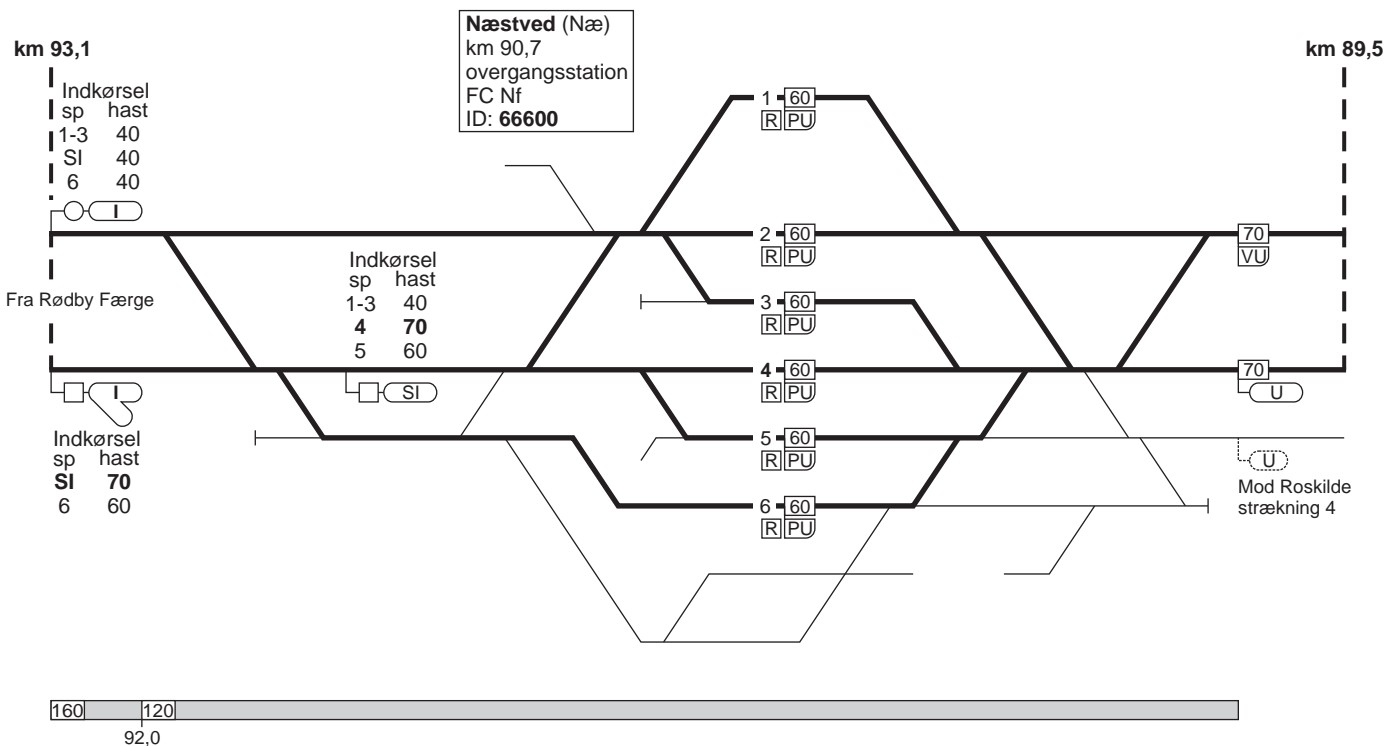 Næstved (Næ)
km 90,7
overgangsstation
FC Nf
ID: 66600
km 93,1
km 89,5
Indkørsel
sp hast
1-3 40
SI 40
6 40
I
1 60
R PU
2 60
R PU
70
VU
Fra Rødby Færge
Indkørsel
sp hast
1-3 40
4 70
5 60
3 60
R PU
4 60
R PU
70
U
I
SI
Indkørsel
sp hast
SI 70
6 60
5 60
R PU
U
Mod Roskilde
strækning 4
6 60
R PU
160
120
92,0